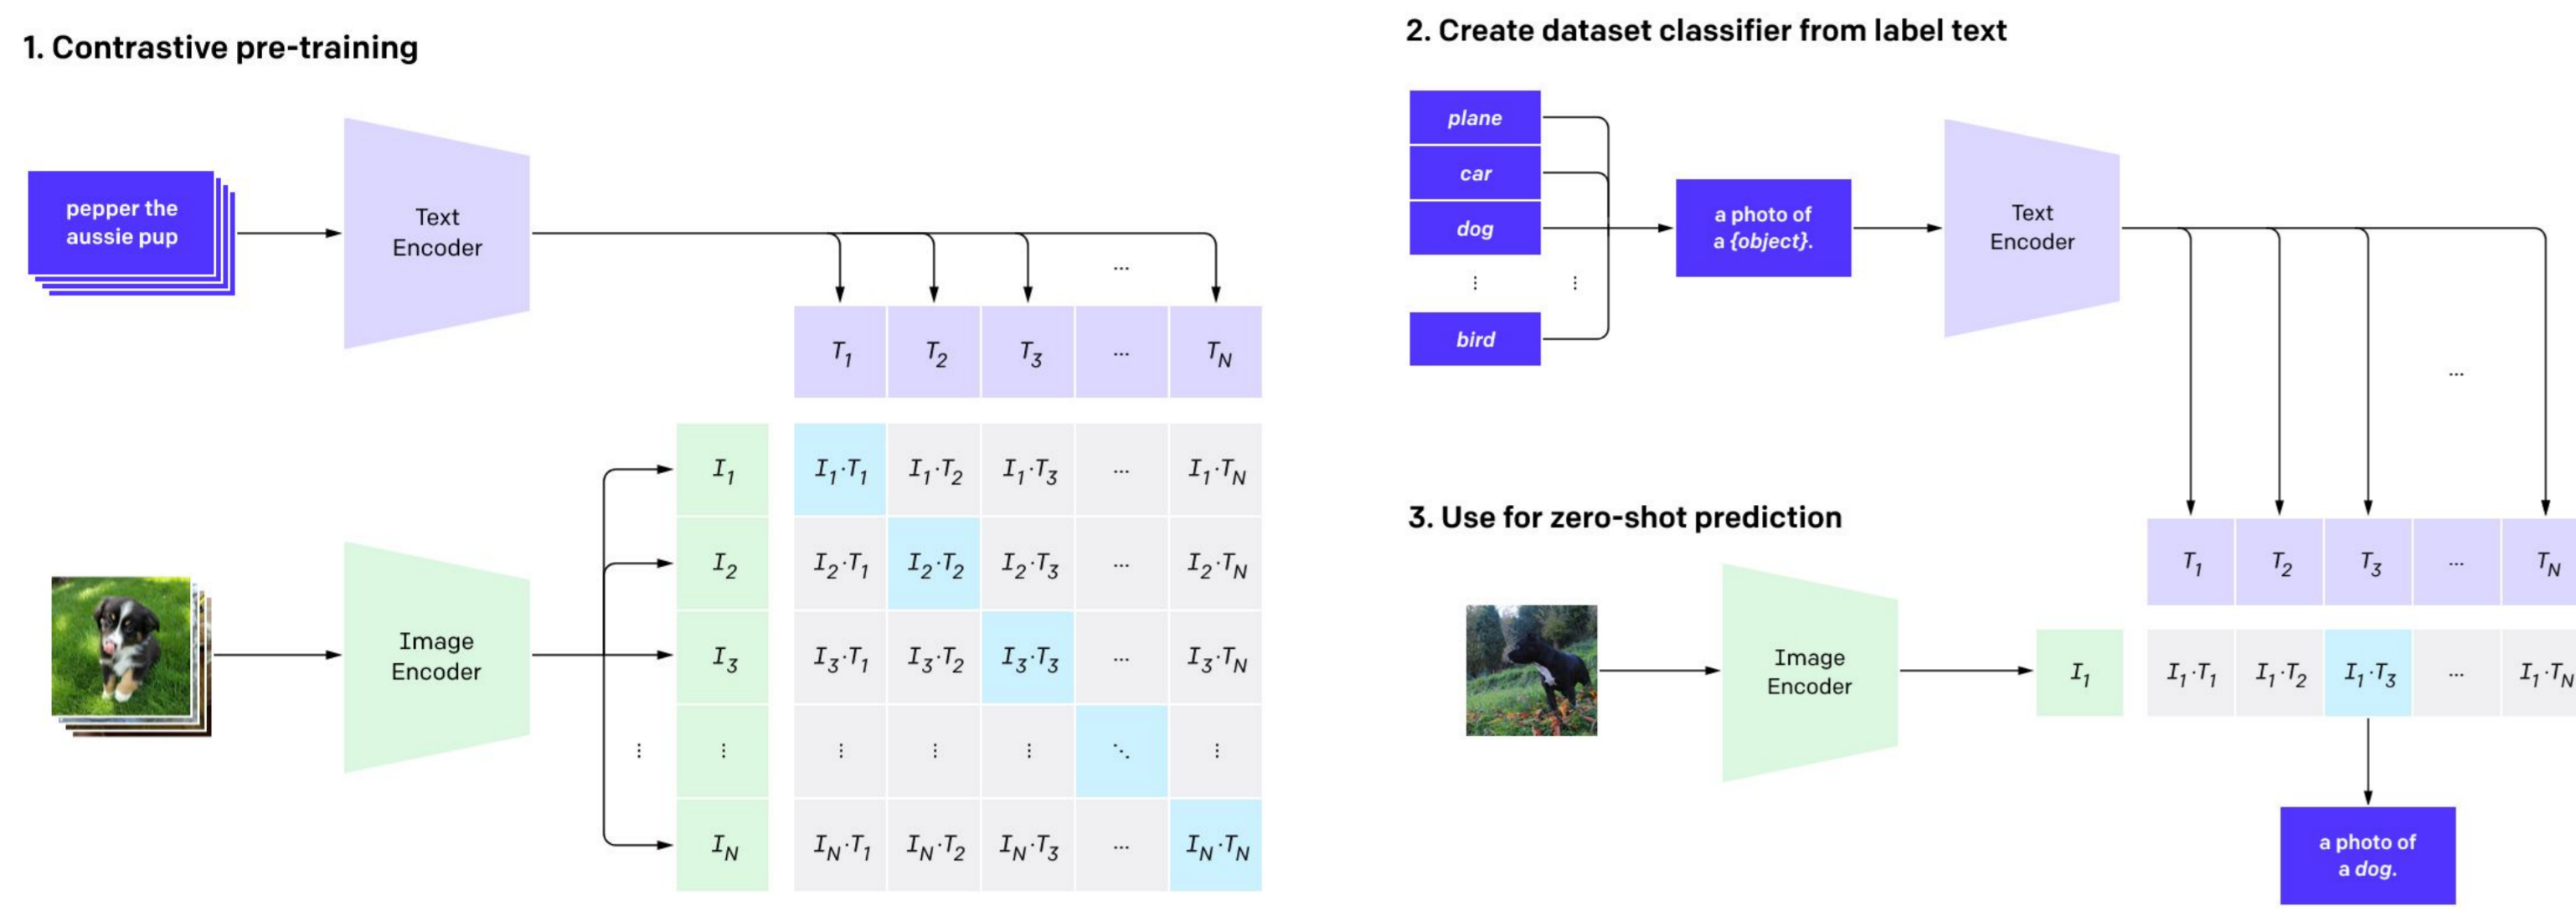 1. Contrastive pre-training
pepper the
aussie pup
Text
Encoder
...
T1 T2 T3 ... TN
I1 I1·T1 I1·T2 I1·T3 ... I1·TN
I2 I2·T1 I2·T2 I2·T3 ... I2·TN
I3 I3·T1 I3·T2 I3·T3 ... I3·TN
⋮ ⋮ ⋮ ⋮ ⋮ ⋱ ⋮
IN IN·T1 IN·T2 IN·T3 ... IN·TN
Image
Encoder
2. Create dataset classifier from label text
plane
car
dog
⋮ ⋮
bird
a photo of
a {object}.
Text
Encoder
...
3. Use for zero-shot prediction
Image
Encoder
T1 T2 T3 ... TN
I1 I1·T1 I1·T2 I1·T3 ... I1·TN
a photo of
a dog.